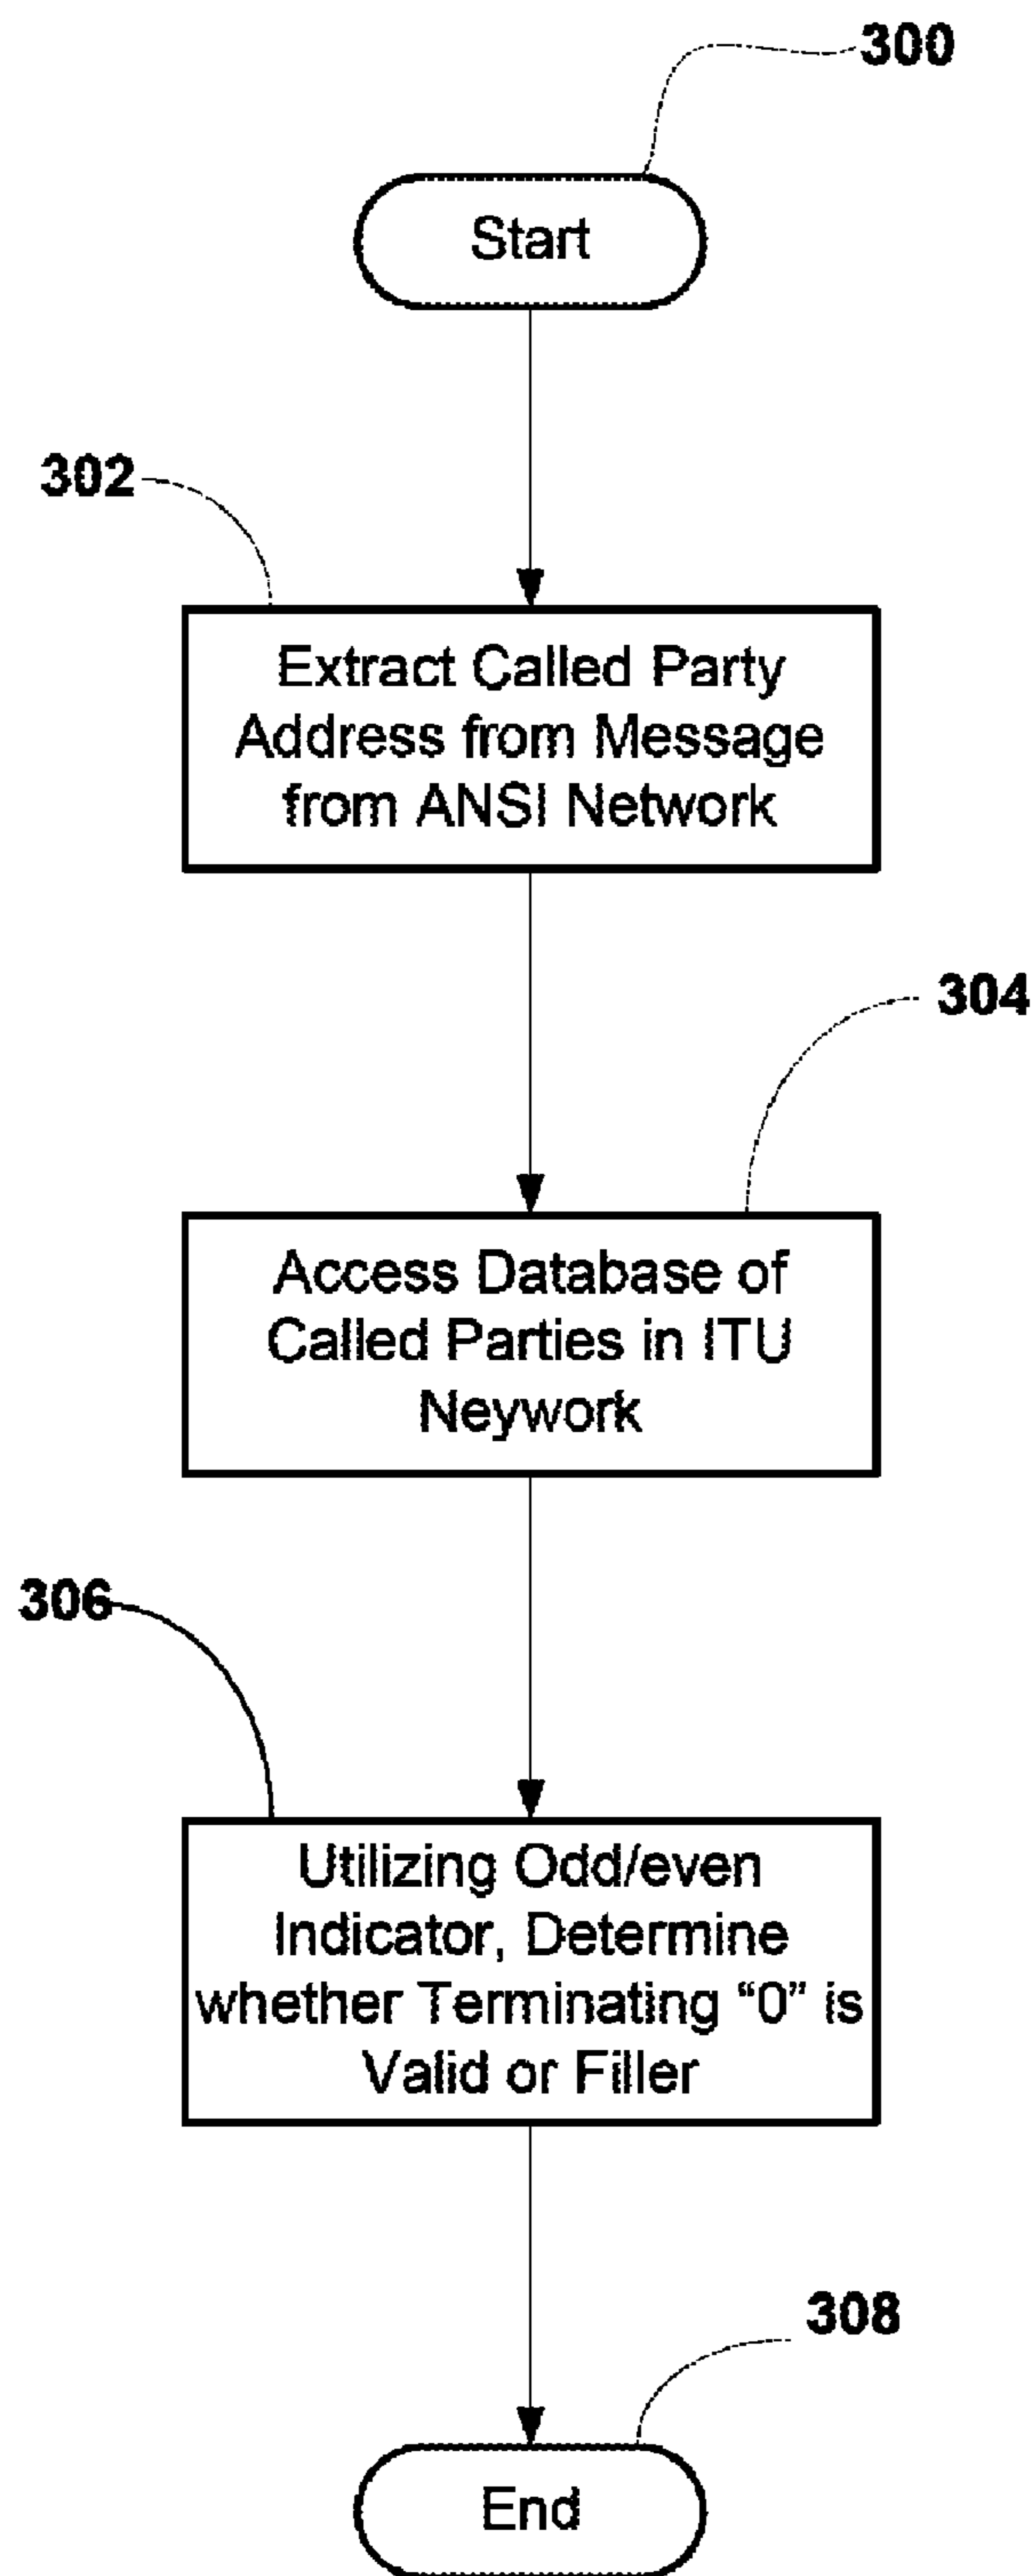 300
Start
302
Extract Called Party
Address from Message
from ANSI Network
304
Access Database of
Called Parties in ITU
Neywork
306
Utilizing Odd/even
Indicator, Determine
whether Terminating “0” is
Valid or Filler
308
End